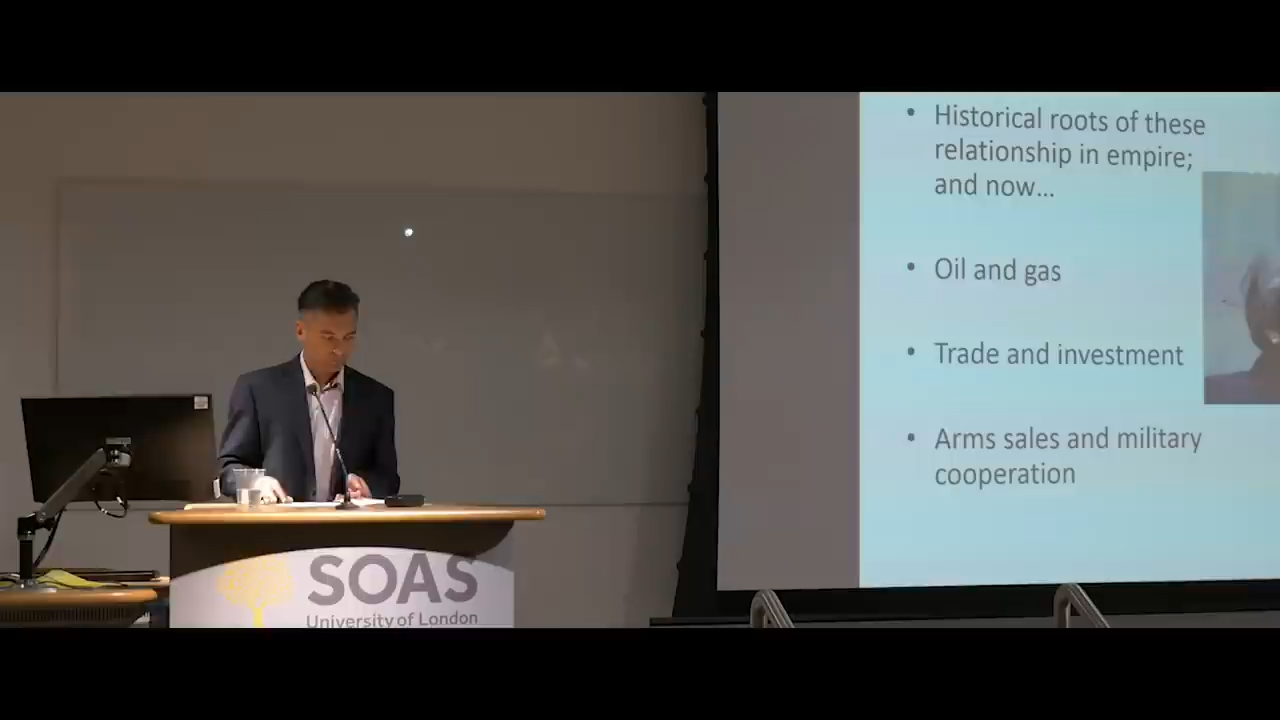 • Historical roots of these
relationship in empire;
and now...
• Oil and gas
• Trade and investment
• Arms sales and military
cooperation
SOAS
University of London